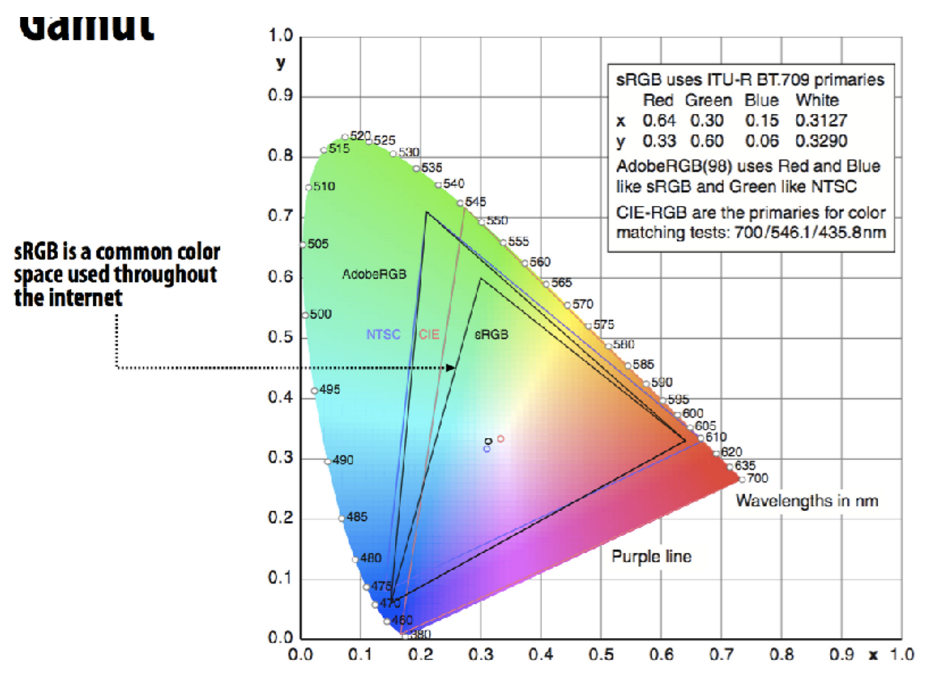 Gamut
1.0
y
0.9
0.8
0.7
0.6
0.5
0.4
0.3
0.2
0.1
0.0
0.0 0.1 0.2 0.3 0.4 0.5 0.6 0.7 0.8 0.9 x 1.0
sRGB uses ITU-R BT.709 primaries
Red Green Blue White
x 0.64 0.30 0.15 0.3127
y 0.33 0.60 0.06 0.3290
AdobeRGB(98) uses Red and Blue
like sRGB and Green like NTSC
CIE-RGB are the primaries for color
matching tests: 700/546.1/435.8nm
sRGB is a common color
space used throughout
the internet
AdobeRGB
NTSC
CIE
sRGB
520
525
515
530
535
540
545
550
555
560
565
570
575
580
585
590
595
600
605
610
620
635
700
510
505
500
495
490
485
480
475
470
460
380
Wavelengths in nm
Purple line